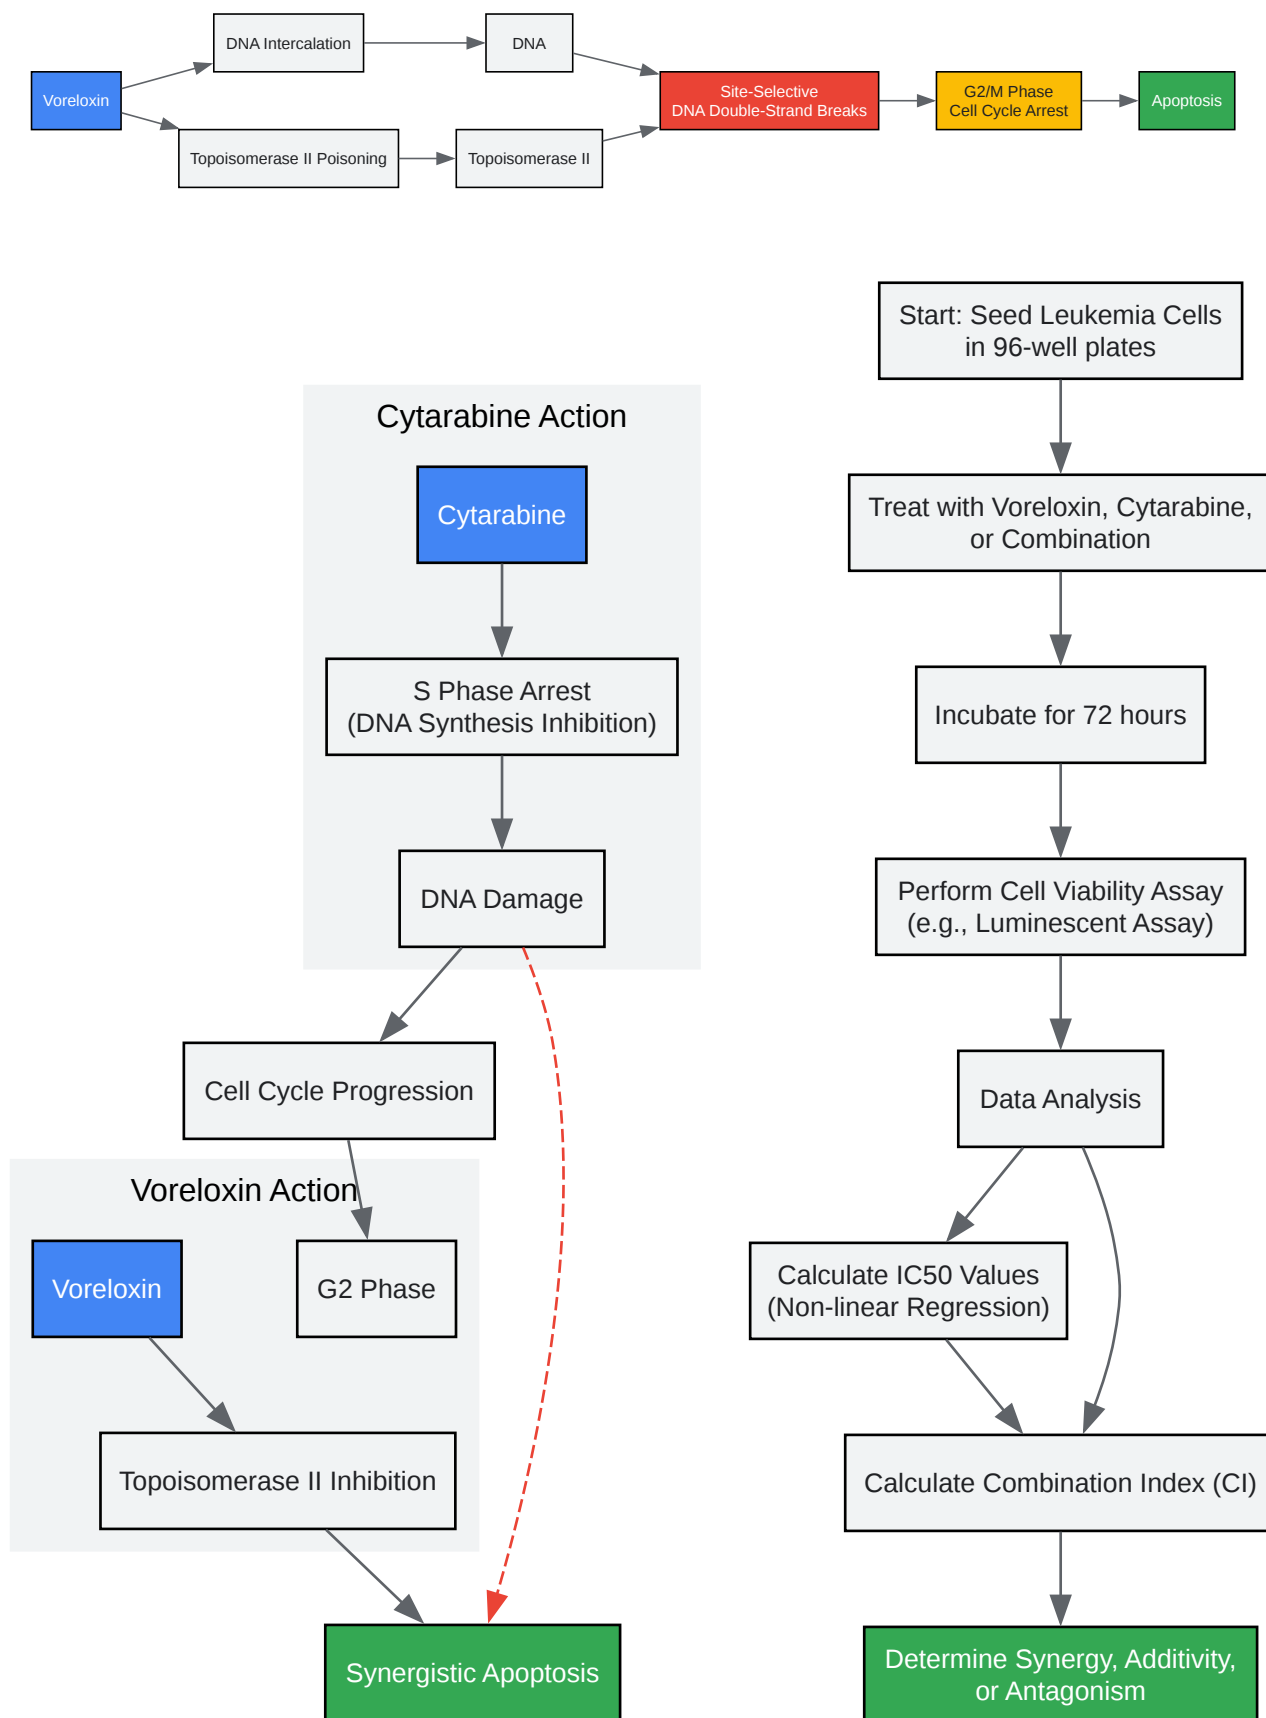 Voreloxin
DNA Intercalation
DNA
Topoisomerase II Poisoning
Topoisomerase II
Site-Selective
DNA Double-Strand Breaks
G2/M Phase
Cell Cycle Arrest
Apoptosis
Cytarabine Action
Cytarabine
S Phase Arrest
(DNA Synthesis Inhibition)
DNA Damage
Cell Cycle Progression
Voreloxin Action
Voreloxin
G2 Phase
Topoisomerase II Inhibition
Synergistic Apoptosis
Start: Seed Leukemia Cells
in 96-well plates
Treat with Voreloxin, Cytarabine,
or Combination
Incubate for 72 hours
Perform Cell Viability Assay
(e.g., Luminescent Assay)
Data Analysis
Calculate IC50 Values
(Non-linear Regression)
Calculate Combination Index (CI)
Determine Synergy, Additivity,
or Antagonism